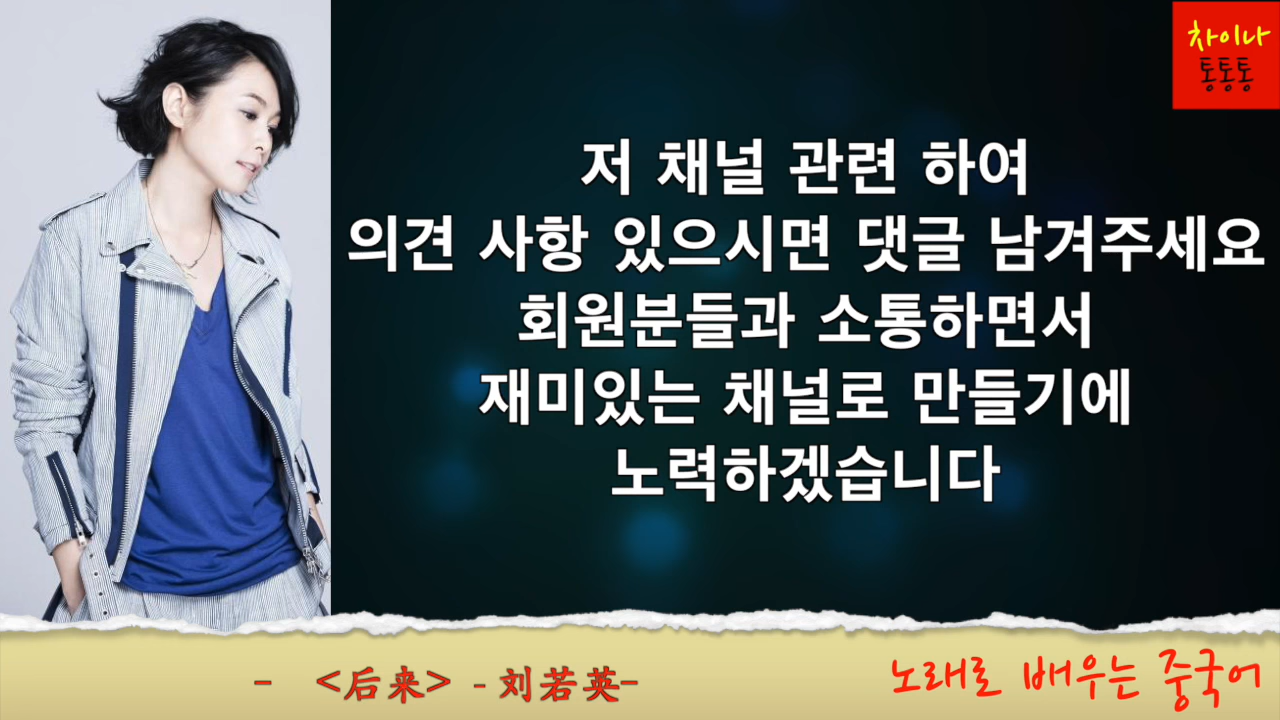 차이나
통통통
저 채널 관련 하여
의견 사항 있으시면 댓글 남겨주세요
회원분들과 소통하면서
재미있는 채널로 만들기에
노력하겠습니다
- <后来> - 刘若英-
노래로 배우는 중국어